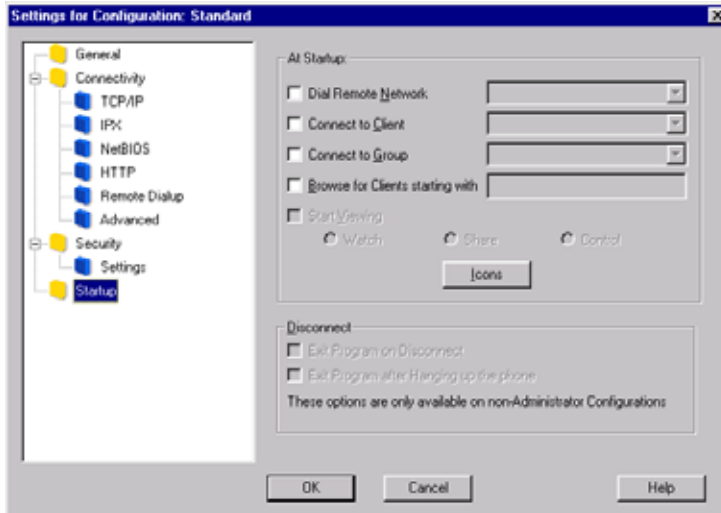 Settings for Configuration: Standard
General
Connectivity
TCP/IP
IPX
NetBIOS
HTTP
Remote Dialup
Advanced
Security
Settings
Startup
At Startup:
Dial Remote Network
Connect to Client
Connect to Group
Browse for Clients starting with
Start Viewing
Watch Share Control
Icons
Disconnect
Exit Program on Disconnect
Exit Program after Hanging up the phone
These options are only available on non-Administrator Configurations
OK Cancel Help